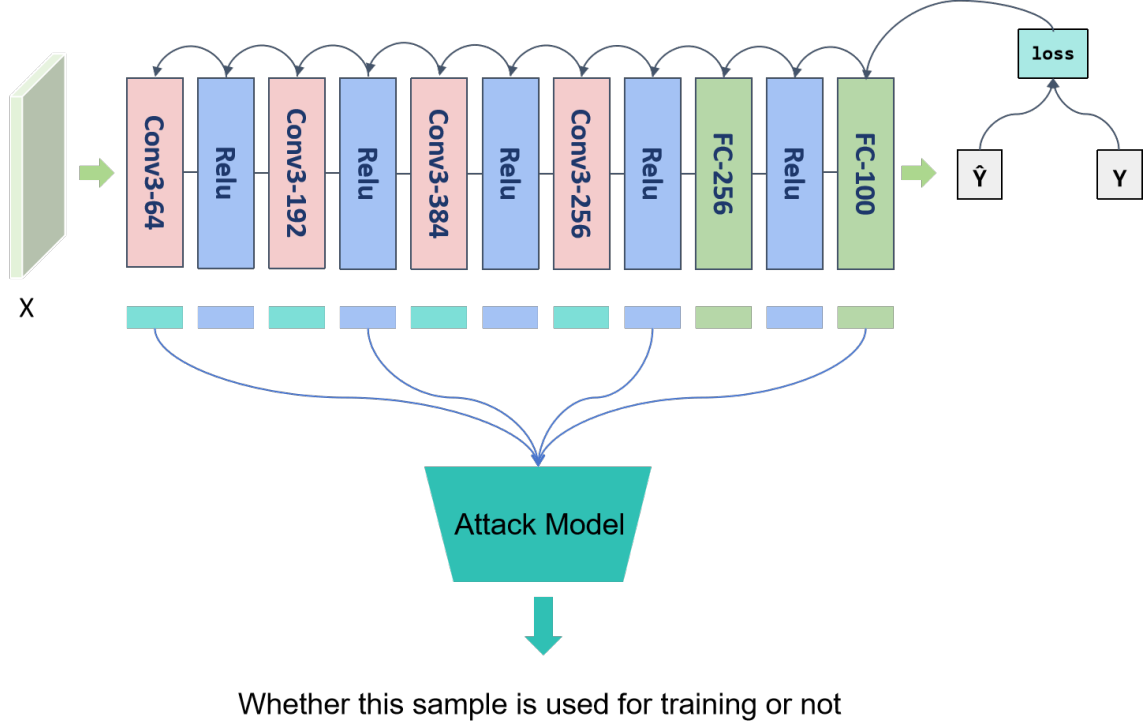 loss
Conv3-64
Relu
Conv3-192
Relu
Conv3-384
Relu
Conv3-256
Relu
FC-256
Relu
FC-100
Ŷ
Y
X
Attack Model
Whether this sample is used for training or not